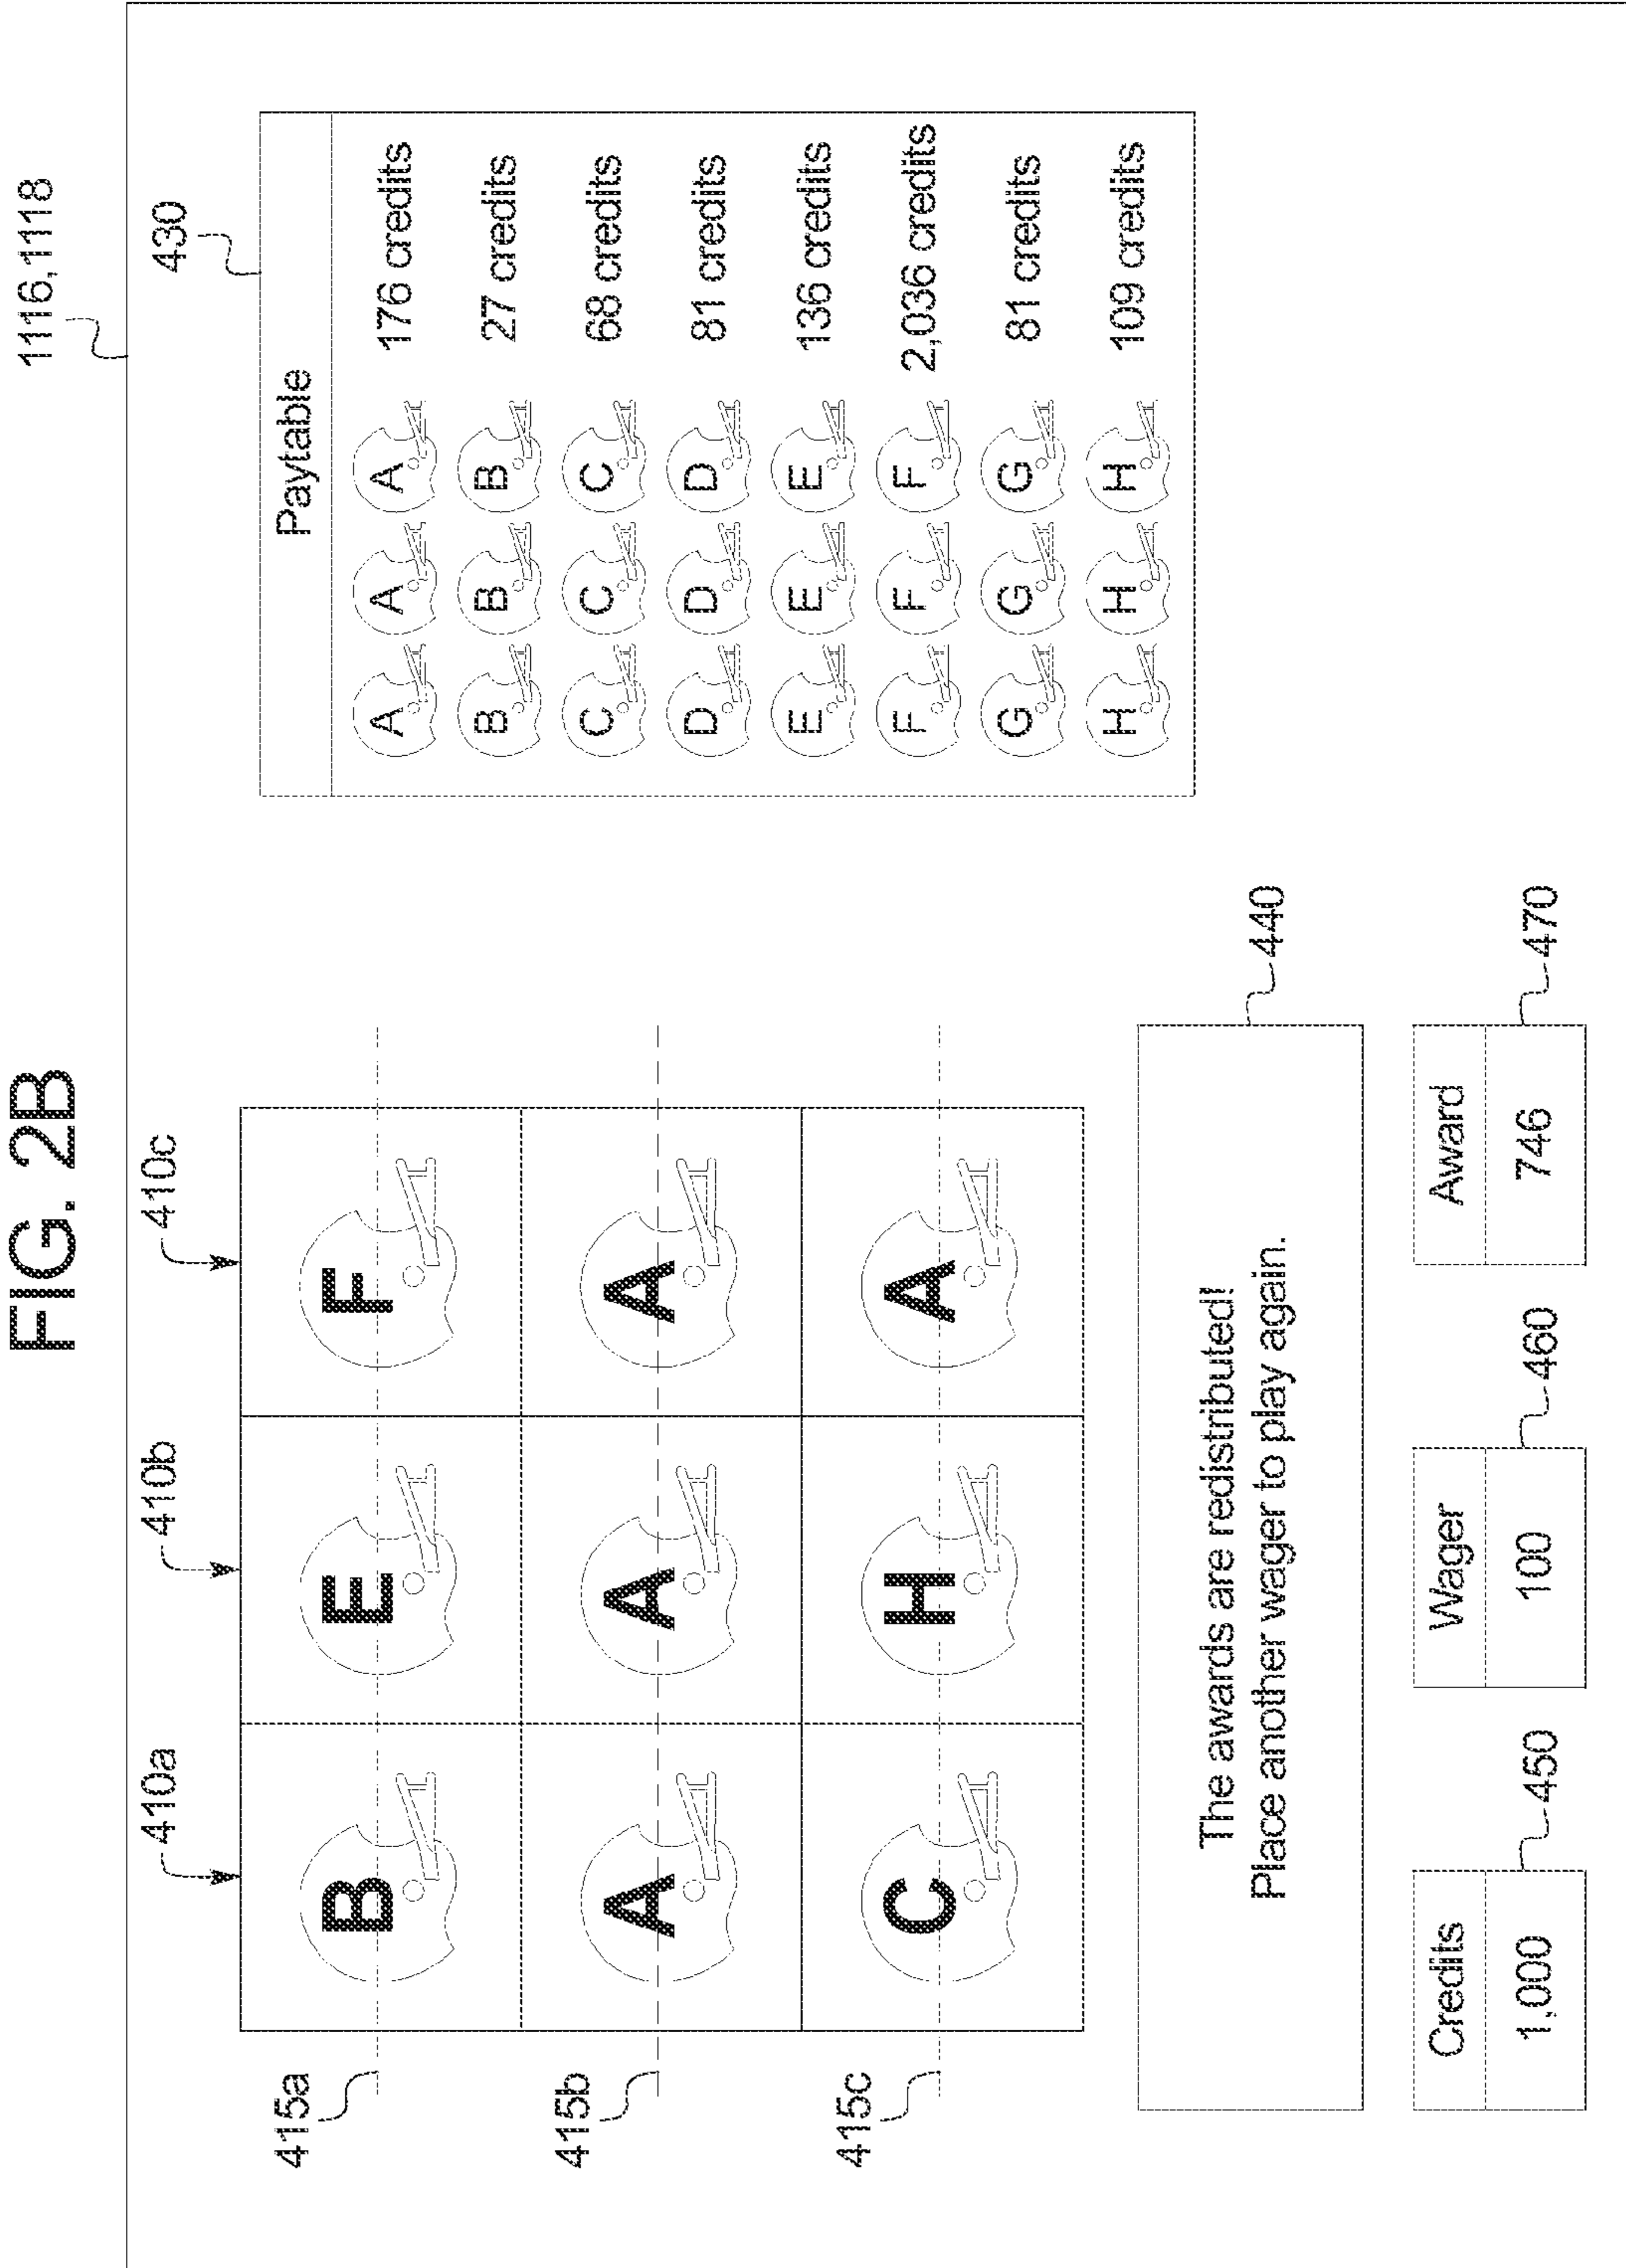 FIG. 2B
1116,1118
410a
410b
410c
430
415a
B
E
F
415b
A
A
A
415c
C
H
A
Paytable
A A A 176 credits
B B B 27 credits
C C C 68 credits
D D D 81 credits
E E E 136 credits
F F F 2,036 credits
G G G 81 credits
H H H 109 credits
The awards are redistributed!
Place another wager to play again.
440
Credits
1,000
450
Wager
100
460
Award
746
470